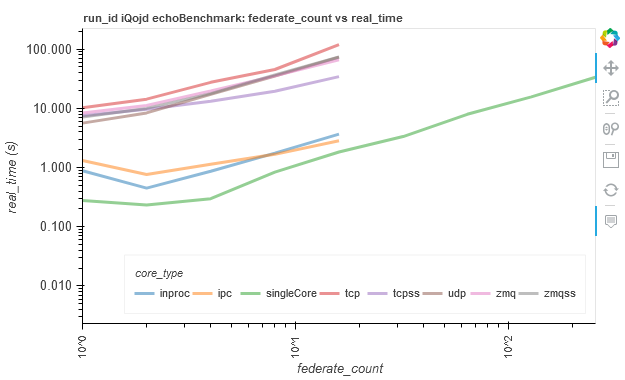 run_id iQojd echoBenchmark: federate_count vs real_time
100.000
10.000
1.000
0.100
0.010
real_time (s)
10^0
10^1
10^2
federate_count
core_type
inproc ipc singleCore tcp tcpss udp zmq zmqss